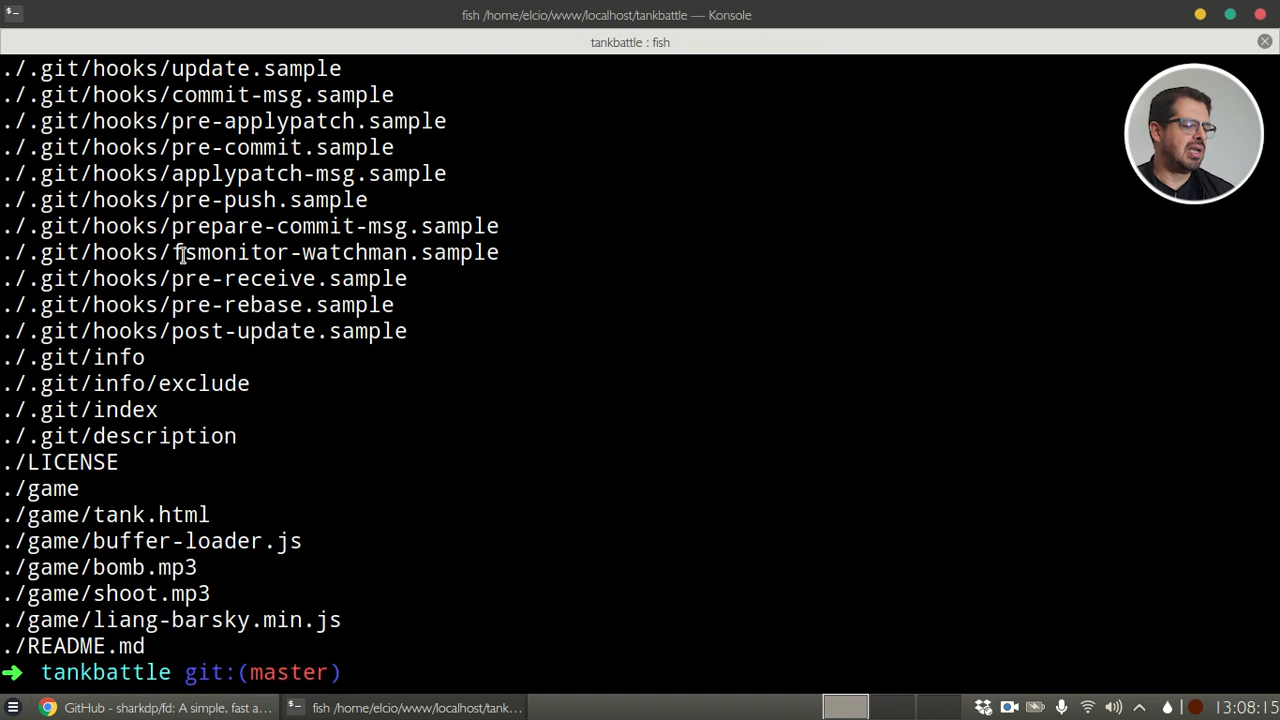 fish /home/elcio/www/localhost/tankbattle — Konsole
tankbattle : fish
./.git/hooks/update.sample
./.git/hooks/commit-msg.sample
./.git/hooks/pre-applypatch.sample
./.git/hooks/pre-commit.sample
./.git/hooks/applypatch-msg.sample
./.git/hooks/pre-push.sample
./.git/hooks/prepare-commit-msg.sample
./.git/hooks/fsmonitor-watchman.sample
./.git/hooks/pre-receive.sample
./.git/hooks/pre-rebase.sample
./.git/hooks/post-update.sample
./.git/info
./.git/info/exclude
./.git/index
./.git/description
./LICENSE
./game
./game/tank.html
./game/buffer-loader.js
./game/bomb.mp3
./game/shoot.mp3
./game/liang-barsky.min.js
./README.md
➜ tankbattle git:(master)
GitHub - sharkdp/fd: A simple, fast a... fish /home/elcio/www/localhost/tank... 13:08:15